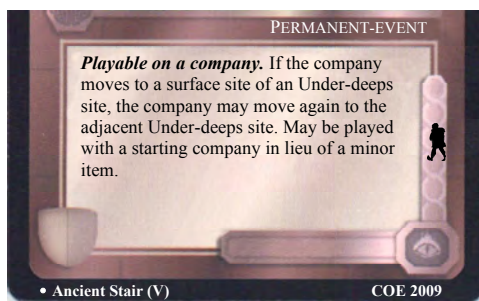 PERMANENT-EVENT
Playable on a company. If the company
moves to a surface site of an Under-deeps
site, the company may move again to the
adjacent Under-deeps site. May be played
with a starting company in lieu of a minor
item.
• Ancient Stair (V) COE 2009